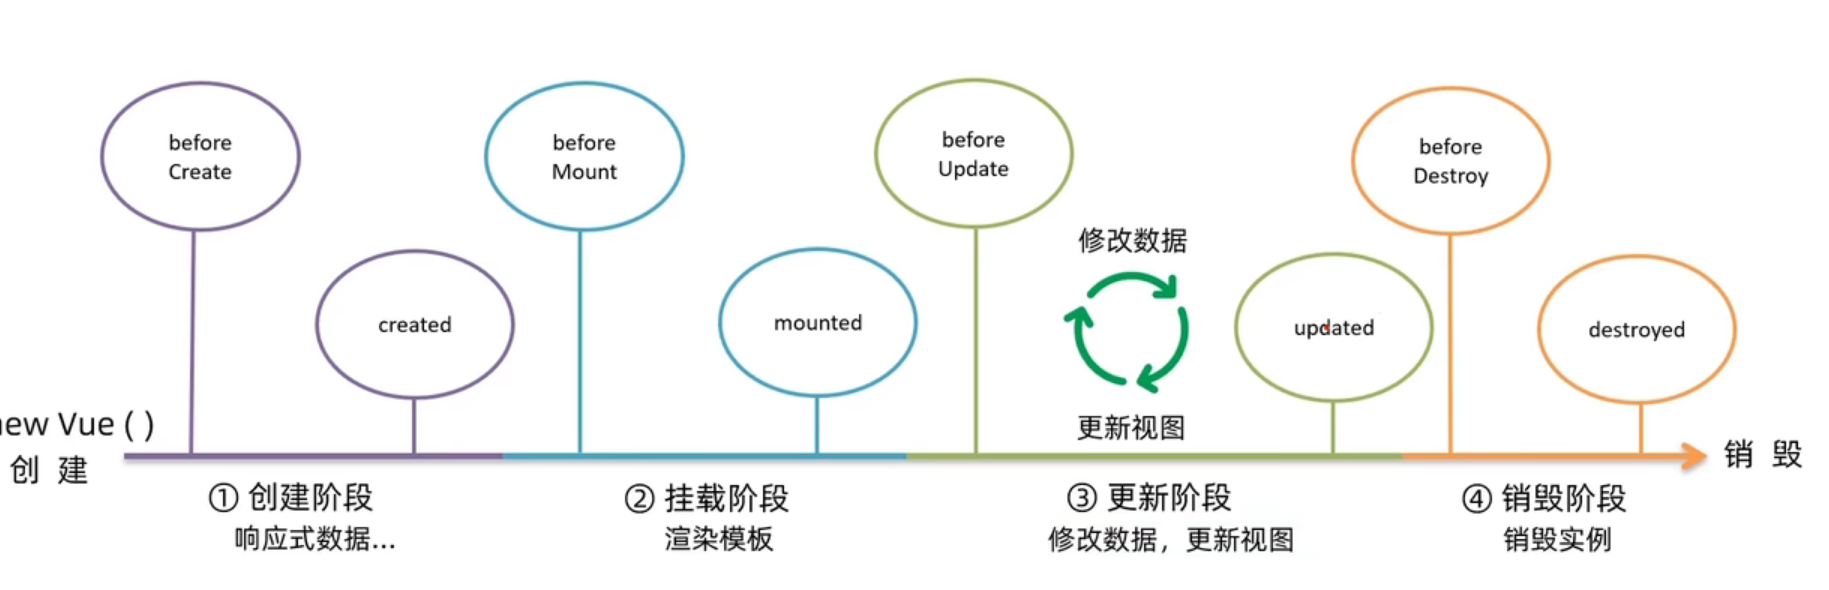 before
Create
before
Mount
before
Update
before
Destroy
修改数据
created
mounted
updated
destroyed
new Vue ( )
创 建
更新视图
销 毁
① 创建阶段
响应式数据...
② 挂载阶段
渲染模板
③ 更新阶段
修改数据，更新视图
④ 销毁阶段
销毁实例